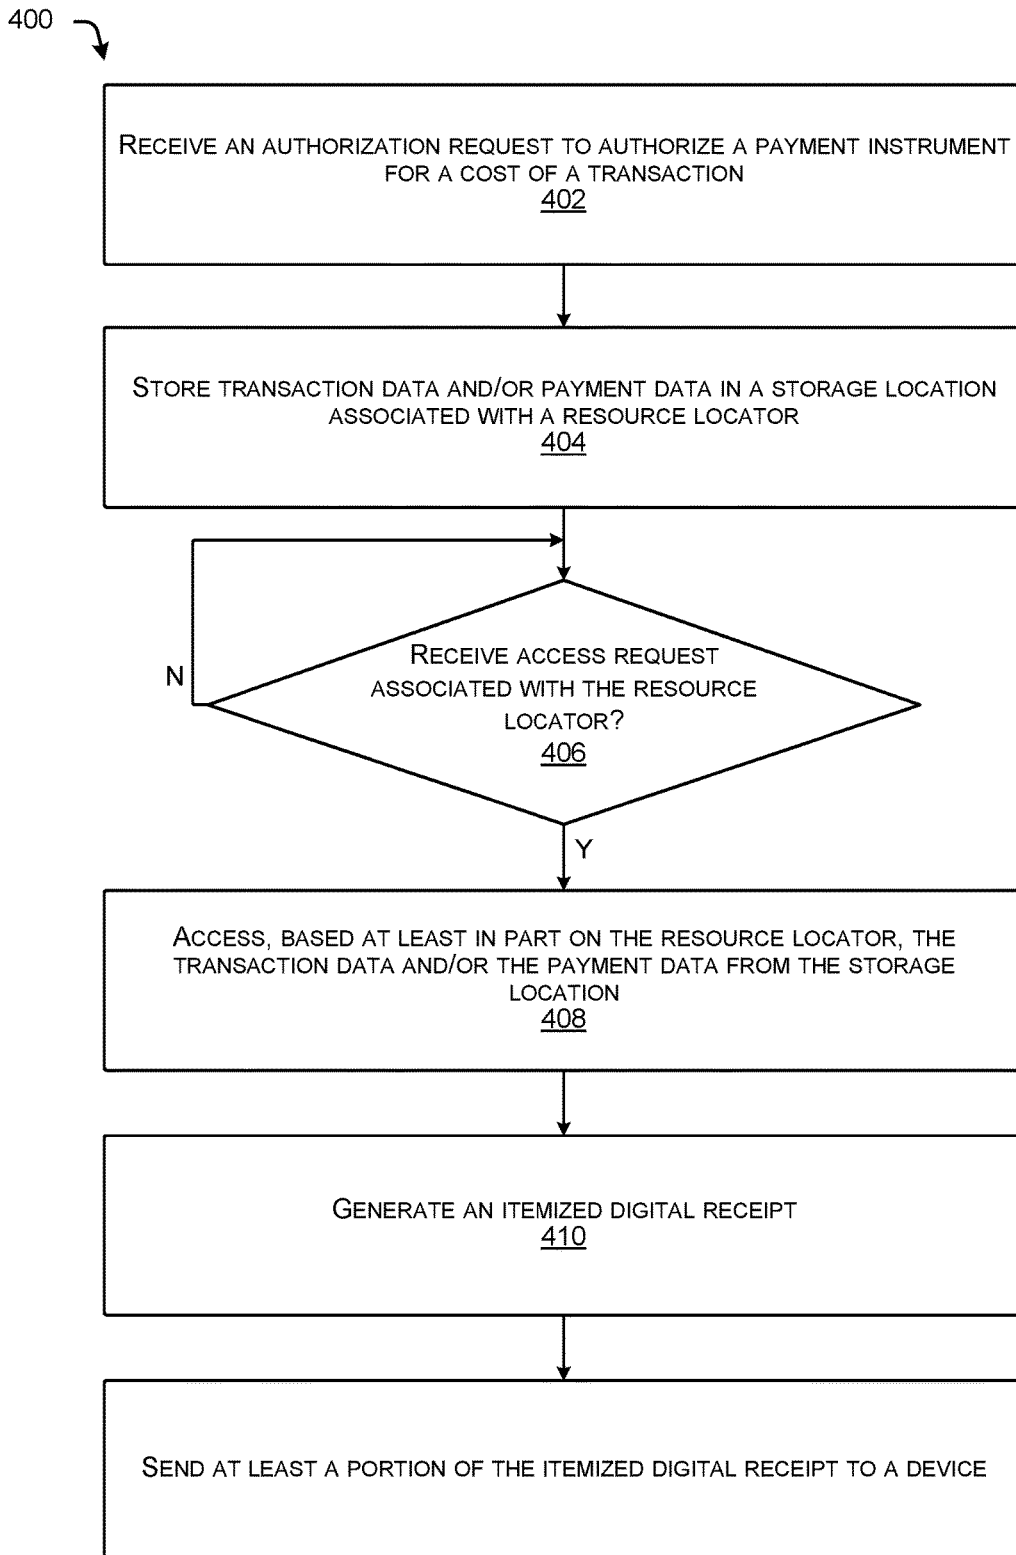 400
RECEIVE AN AUTHORIZATION REQUEST TO AUTHORIZE A PAYMENT INSTRUMENT
FOR A COST OF A TRANSACTION
402
STORE TRANSACTION DATA AND/OR PAYMENT DATA IN A STORAGE LOCATION
ASSOCIATED WITH A RESOURCE LOCATOR
404
RECEIVE ACCESS REQUEST
ASSOCIATED WITH THE RESOURCE
LOCATOR?
406
N
Y
ACCESS, BASED AT LEAST IN PART ON THE RESOURCE LOCATOR, THE
TRANSACTION DATA AND/OR THE PAYMENT DATA FROM THE STORAGE
LOCATION
408
GENERATE AN ITEMIZED DIGITAL RECEIPT
410
SEND AT LEAST A PORTION OF THE ITEMIZED DIGITAL RECEIPT TO A DEVICE